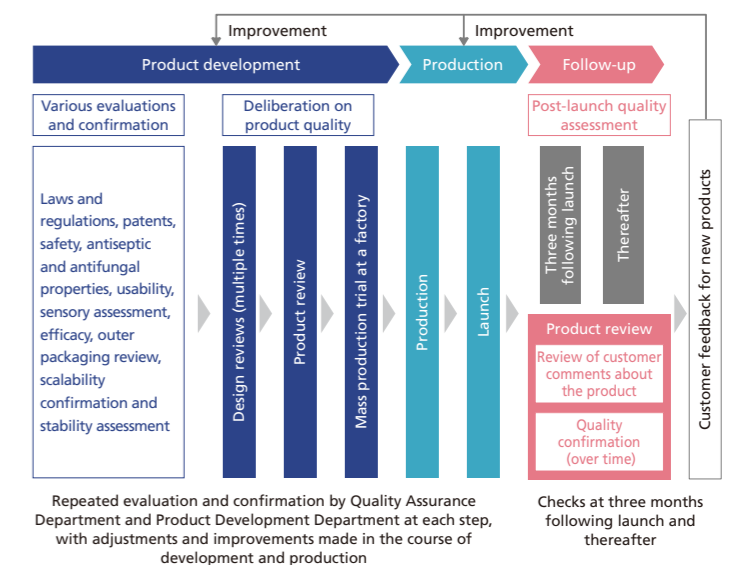 Improvement
Improvement
Product development
Production
Follow-up
Various evaluations
and confirmation
Deliberation on
product quality
Post-launch quality
assessment
Laws and
regulations, patents,
safety, antiseptic
and antifungal
properties, usability,
sensory assessment,
efficacy, outer
packaging review,
scalability
confirmation and
stability assessment
Design reviews (multiple times)
Product review
Mass production trial at a factory
Production
Launch
Three months
following launch
Thereafter
Product review
Review of customer
comments about
the product
Quality
confirmation
(over time)
Customer feedback for new products
Repeated evaluation and confirmation by Quality Assurance
Department and Product Development Department at each step,
with adjustments and improvements made in the course of
development and production
Checks at three months
following launch and
thereafter